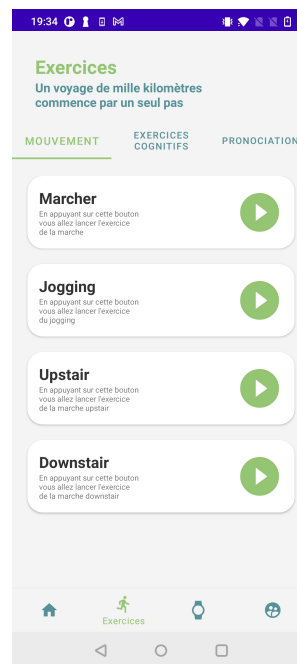 19:34
Exercices
Un voyage de mille kilomètres
commence par un seul pas
MOUVEMENT
EXERCICES
COGNITIFS
PRONOCIATION
Marcher
En appuyant sur cette bouton
vous allez lancer l'exercice
de la marche
Jogging
En appuyant sur cette bouton
vous allez lancer l'exercice
du jogging
Upstair
En appuyant sur cette bouton
vous allez lancer l'exercice
de la marche upstair
Downstair
En appuyant sur cette bouton
vous allez lancer l'exercice
de la marche downstair
Exercices